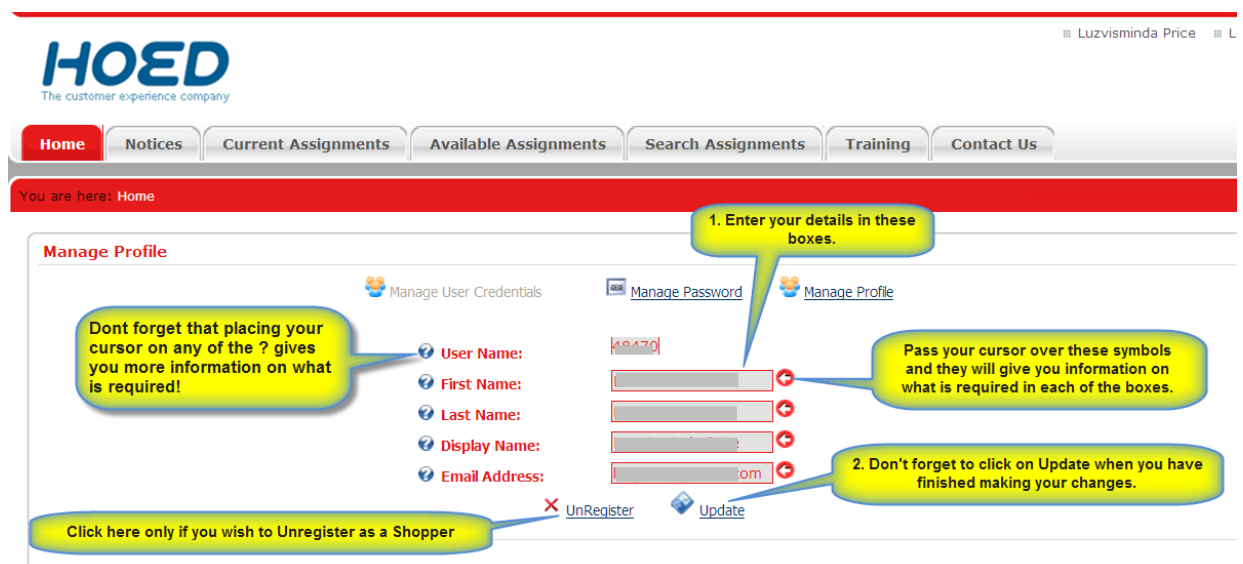 Luzvisminda Price
HOED
The customer experience company
Home Notices Current Assignments Available Assignments Search Assignments Training Contact Us
You are here: Home
1. Enter your details in these
boxes.
Manage Profile
Manage User Credentials Manage Password Manage Profile
Dont forget that placing your
cursor on any of the ? gives
you more information on what
is required!
User Name:
First Name:
Last Name:
Display Name:
Email Address:
com
Pass your cursor over these symbols
and they will give you information on
what is required in each of the boxes.
2. Don't forget to click on Update when you have
finished making your changes.
UnRegister Update
Click here only if you wish to Unregister as a Shopper